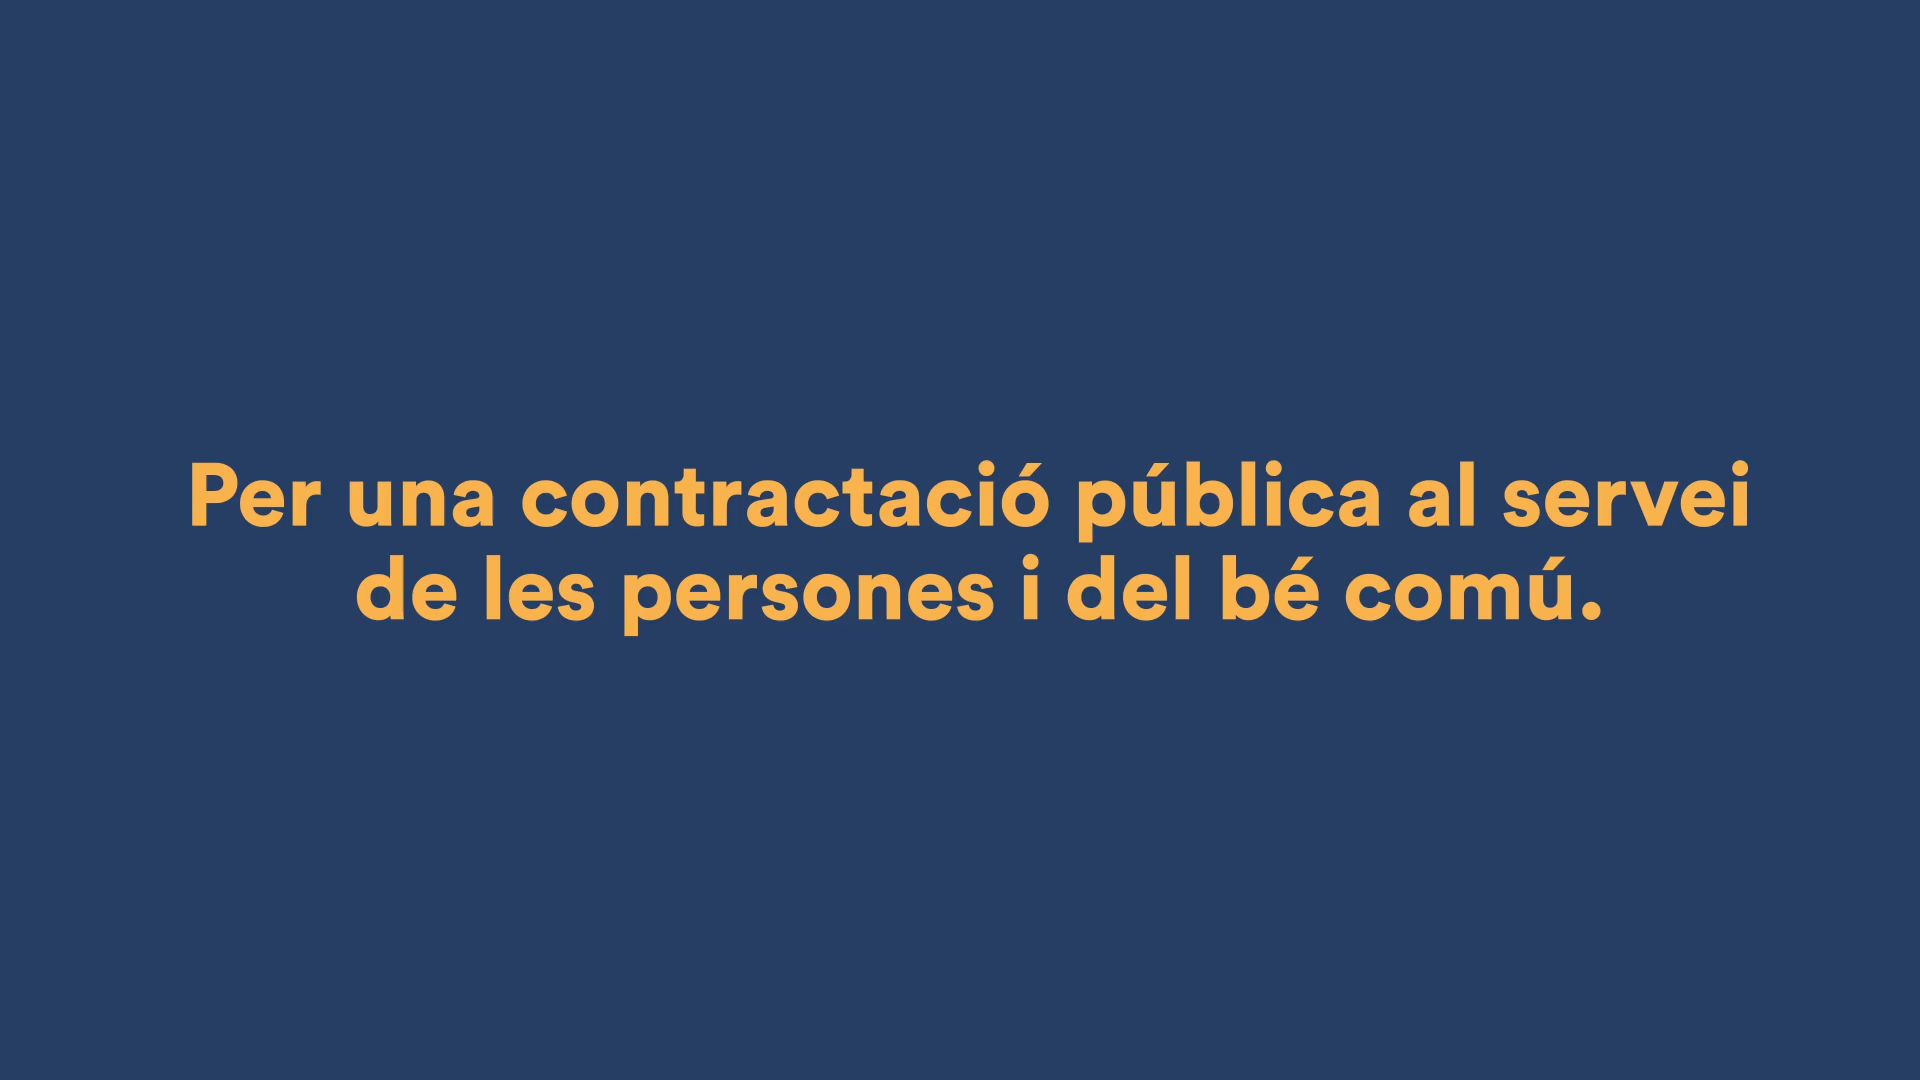 Per una contractació pública al servei
de les persones i del bé comú.